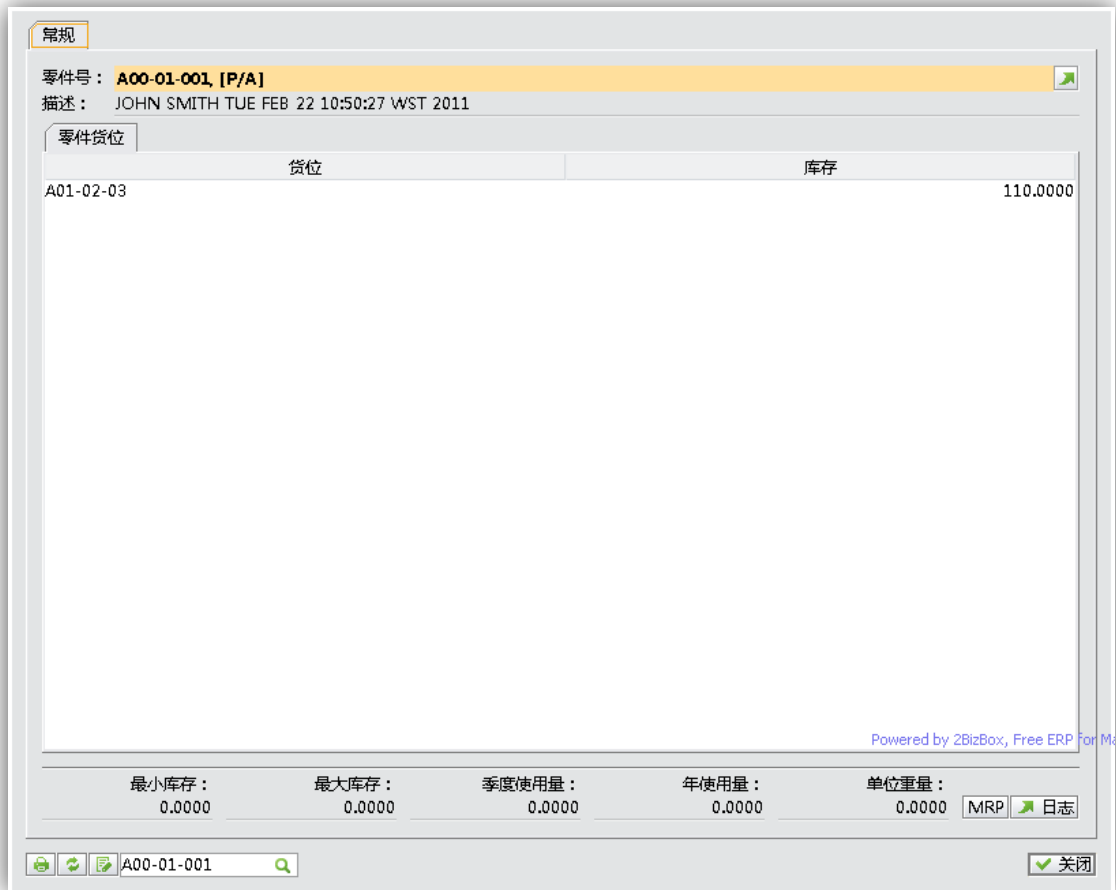 常规
零件号： A00-01-001, [P/A]
描述： JOHN SMITH TUE FEB 22 10:50:27 WST 2011
零件货位
货位 库存
A01-02-03 110.0000
Powered by 2BizBox, Free ERP for Ma
最小库存： 最大库存： 季度使用量： 年使用量： 单位重量：
0.0000 0.0000 0.0000 0.0000 0.0000 MRP 日志
A00-01-001 关闭